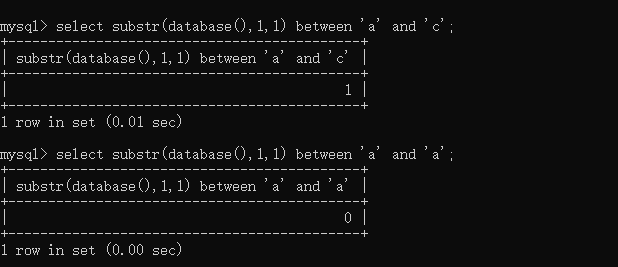 mysql> select substr(database(),1,1) between 'a' and 'c';
+--------------------------------------------+
| substr(database(),1,1) between 'a' and 'c' |
+--------------------------------------------+
|                                          1 |
+--------------------------------------------+
1 row in set (0.01 sec)
mysql> select substr(database(),1,1) between 'a' and 'a';
+--------------------------------------------+
| substr(database(),1,1) between 'a' and 'a' |
+--------------------------------------------+
|                                          0 |
+--------------------------------------------+
1 row in set (0.00 sec)